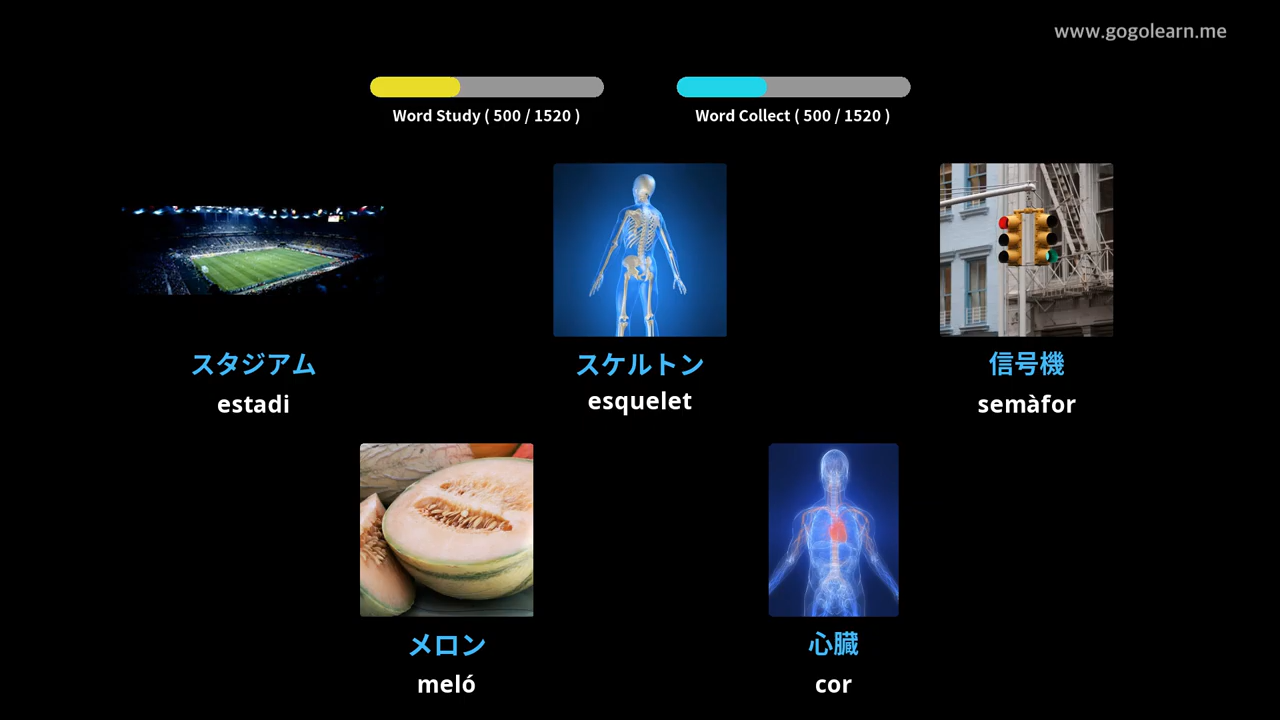 www.gogolearn.me
Word Study ( 500 / 1520 )
Word Collect ( 500 / 1520 )
スタジアム
estadi
スケルトン
esquelet
信号機
semàfor
メロン
meló
心臓
cor